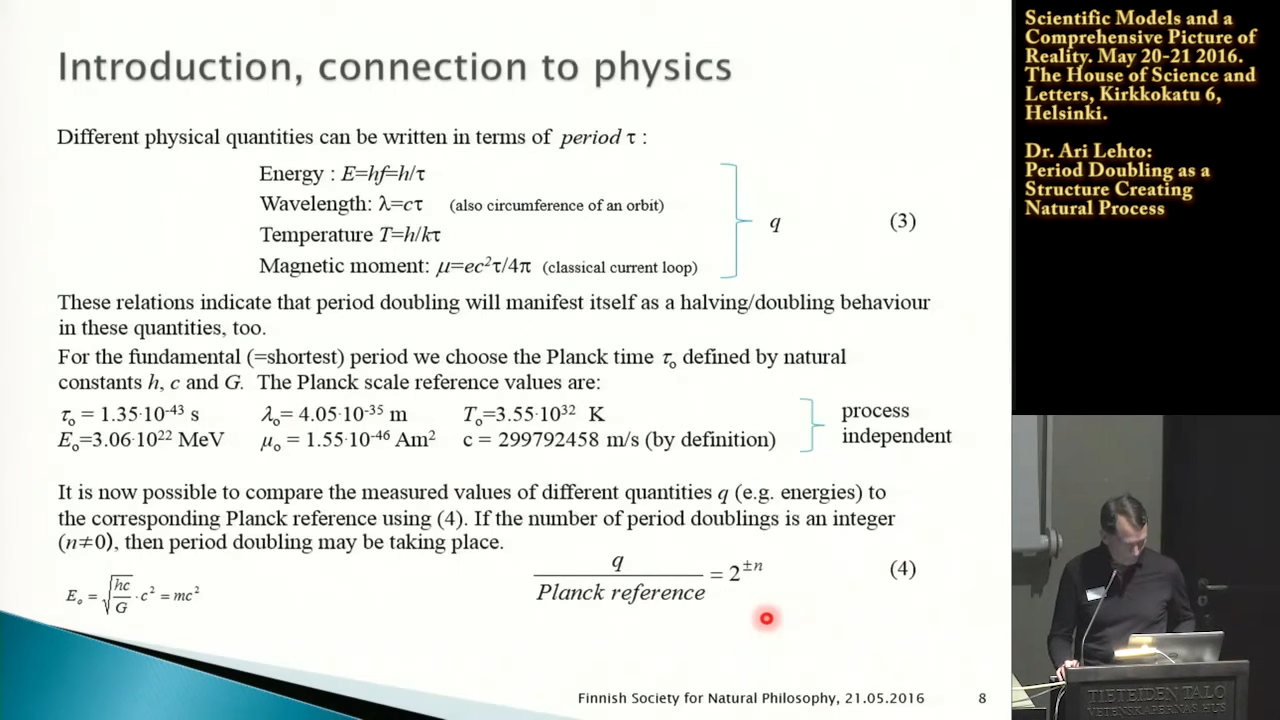 Introduction, connection to physics
Different physical quantities can be written in terms of period τ :
Energy : E=hf=h/τ
Wavelength: λ=cτ (also circumference of an orbit)
Temperature T=h/kτ
Magnetic moment: μ=ec²τ/4π (classical current loop)
q (3)
These relations indicate that period doubling will manifest itself as a halving/doubling behaviour
in these quantities, too.
For the fundamental (=shortest) period we choose the Planck time τₒ defined by natural
constants h, c and G. The Planck scale reference values are:
τₒ = 1.35·10⁻⁴³ s λₒ= 4.05·10⁻³⁵ m Tₒ=3.55·10³² K
Eₒ=3.06·10²² MeV μₒ = 1.55·10⁻⁴⁶ Am² c = 299792458 m/s (by definition)
process
independent
It is now possible to compare the measured values of different quantities q (e.g. energies) to
the corresponding Planck reference using (4). If the number of period doublings is an integer
(n≠0), then period doubling may be taking place.
Eₒ = √(hc/G) · c² = mc²
q / Planck reference = 2^±n (4)
Finnish Society for Natural Philosophy, 21.05.2016 8
Scientific Models and a
Comprehensive Picture of
Reality. May 20-21 2016.
The House of Science and
Letters, Kirkkokatu 6,
Helsinki.
Dr. Ari Lehto:
Period Doubling as a
Structure Creating
Natural Process
TIETEIDEN TALO
VETENSKAPERNAS HUS